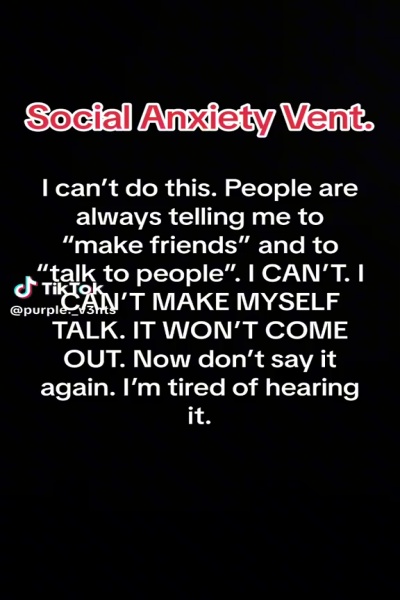 Social Anxiety Vent.
I can't do this. People are
always telling me to
"make friends" and to
"talk to people". I CAN'T. I
TikTok
CAN'T MAKE MYSELF
@purple._v3nts
TALK. IT WON'T COME
OUT. Now don't say it
again. I'm tired of hearing
it.